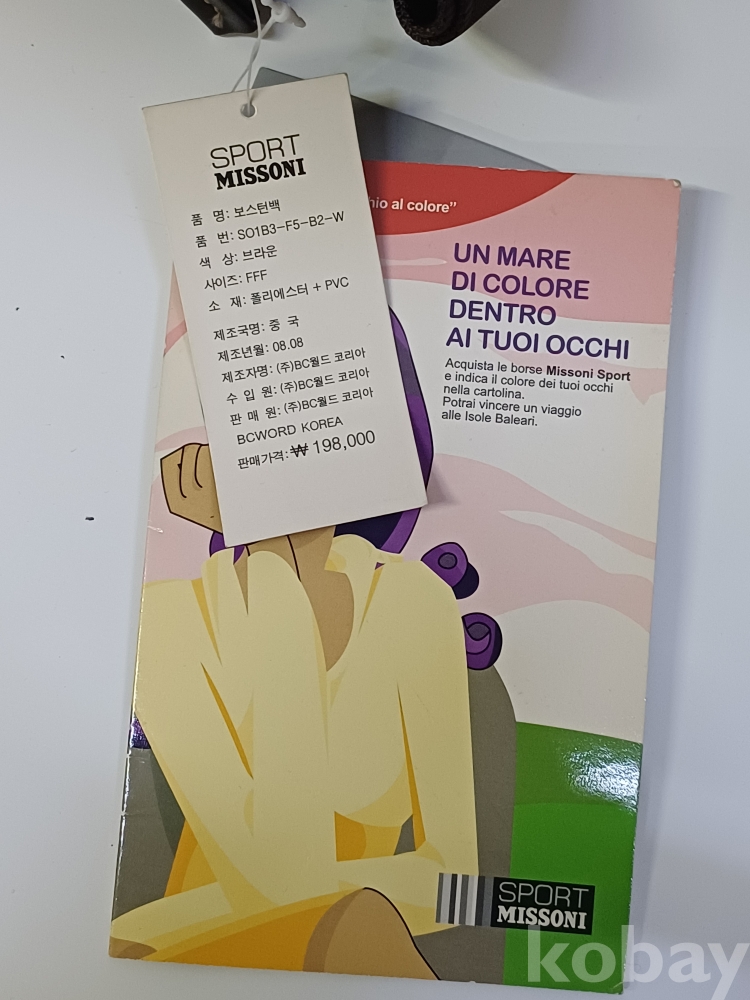 SPORT
MISSONI
품 명: 보스턴백
품 번: SO1B3-F5-B2-W
색 상: 브라운
사이즈: FFF
소 재: 폴리에스터 + PVC
제조국명: 중 국
제조년월: 08.08
제조자명: (주)BC월드 코리아
수 입 원: (주)BC월드 코리아
판 매 원: (주)BC월드 코리아
BCWORD KOREA
판매가격: ₩ 198,000
al colore”
UN MARE
DI COLORE
DENTRO
AI TUOI OCCHI
Acquista le borse Missoni Sport
e indica il colore dei tuoi occhi
nella cartolina.
Potrai vincere un viaggio
alle Isole Baleari.
SPORT
MISSONI
kobay